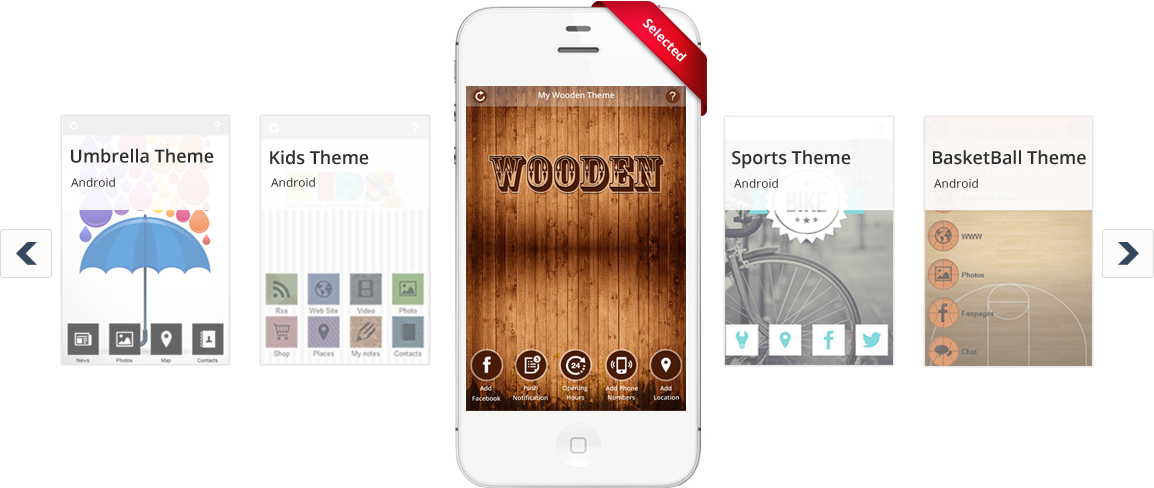 Selected
My Wooden Theme
?
WOODEN
Add Facebook
Push Notification
Opening Hours
Add Phone Numbers
Add Location
24
Umbrella Theme
Android
?
News
Photos
Map
Contacts
Kids Theme
Android
?
KIDS
Rss
Web Site
Video
Photo
Shop
Places
My notes
Contacts
Sports Theme
Android
BIKE
BasketBall Theme
Android
WWW
Photos
Fanpages
Chat